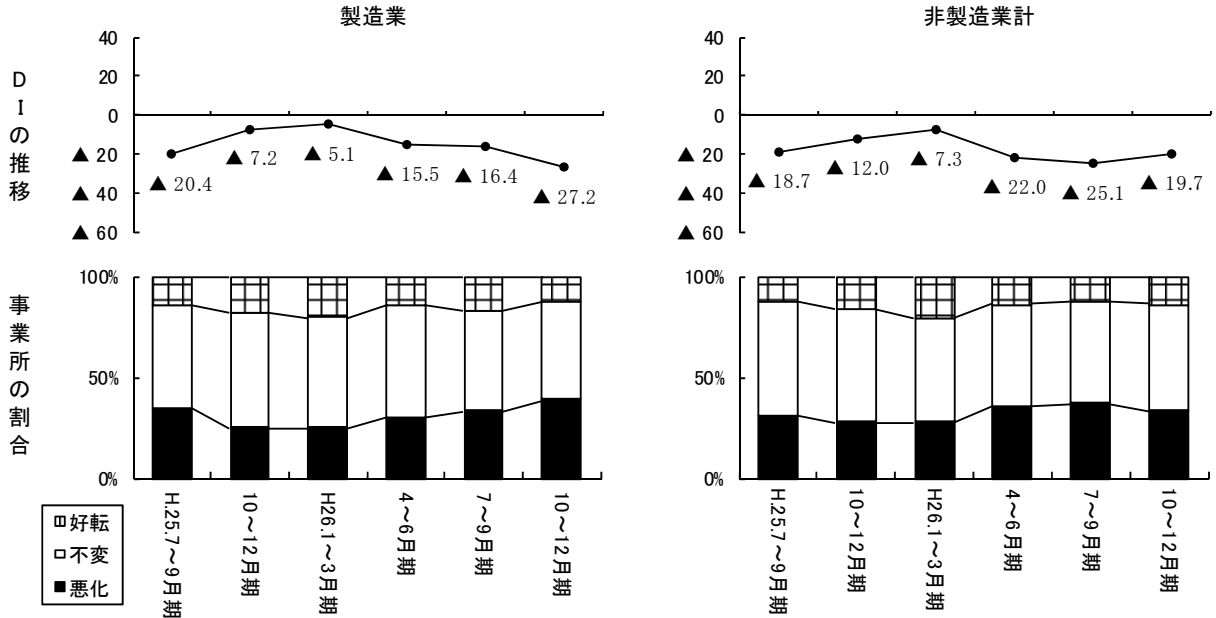 製造業
DIの推移
40
20
0
▲ 20
▲ 40
▲ 60
▲ 20.4
▲ 7.2
▲ 5.1
▲ 15.5
▲ 16.4
▲ 27.2
非製造業計
40
20
0
▲ 20
▲ 40
▲ 60
▲ 18.7
▲ 12.0
▲ 7.3
▲ 22.0
▲ 25.1
▲ 19.7
事業所の割合
100%
50%
0%
H.25.7～9月期
10～12月期
H26.1～3月期
4～6月期
7～9月期
10～12月期
100%
50%
0%
H.25.7～9月期
10～12月期
H26.1～3月期
4～6月期
7～9月期
10～12月期
好転
不変
悪化